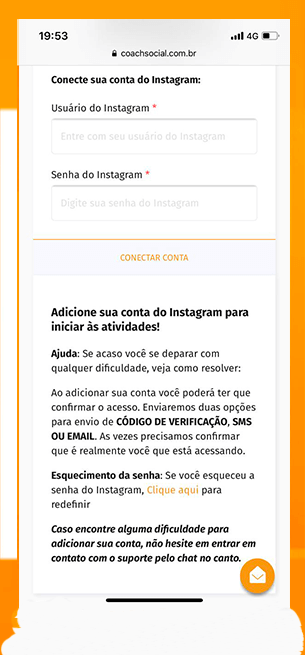 19:53
4G
coachsocial.com.br
Conecte sua conta do Instagram:
Usuário do Instagram *
Entre com seu usuário do Instagram
Senha do Instagram *
Digite sua senha do Instagram
CONECTAR CONTA
Adicione sua conta do Instagram para
iniciar às atividades!
Ajuda: Se acaso você se deparar com
qualquer dificuldade, veja como resolver:
Ao adicionar sua conta você poderá ter que
confirmar o acesso. Enviaremos duas opções
para envio de CÓDIGO DE VERIFICAÇÃO, SMS
OU EMAIL. As vezes precisamos confirmar
que é realmente você que está acessando.
Esquecimento da senha: Se você esqueceu a
senha do Instagram, Clique aqui para
redefinir
Caso encontre alguma dificuldade para
adicionar sua conta, não hesite em entrar em
contato com o suporte pelo chat no canto.